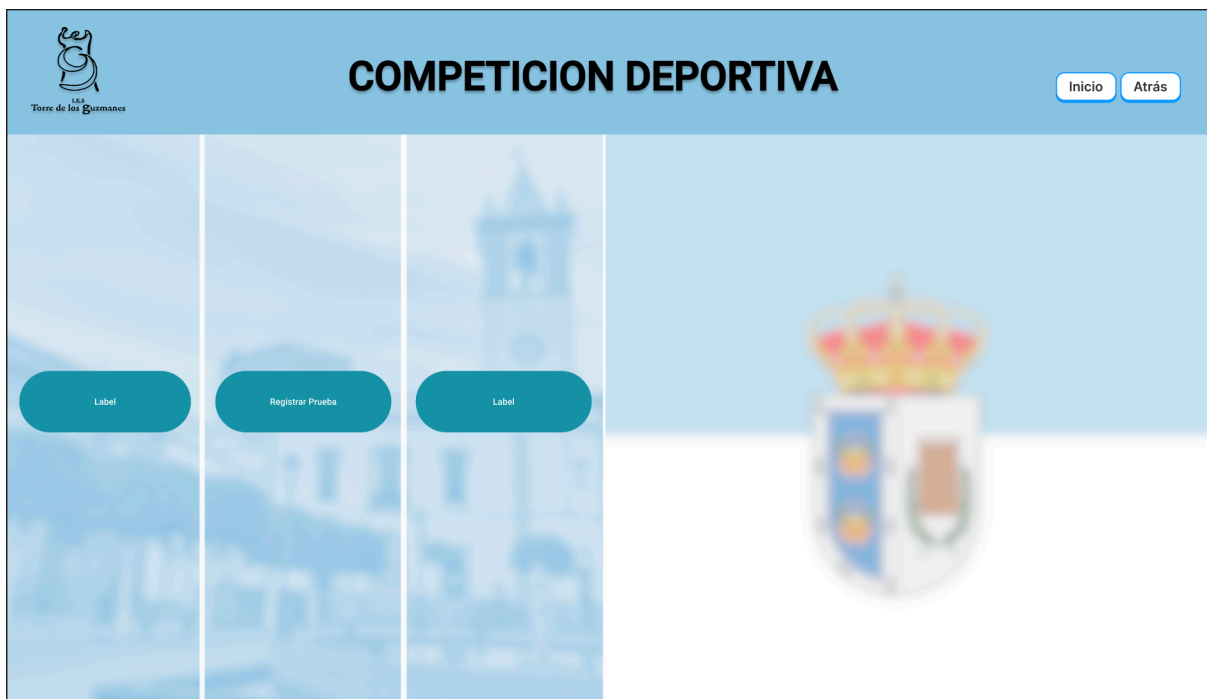 I.E.S
Torre de los Guzmanes
COMPETICION DEPORTIVA
Inicio
Atrás
Label
Registrar Prueba
Label